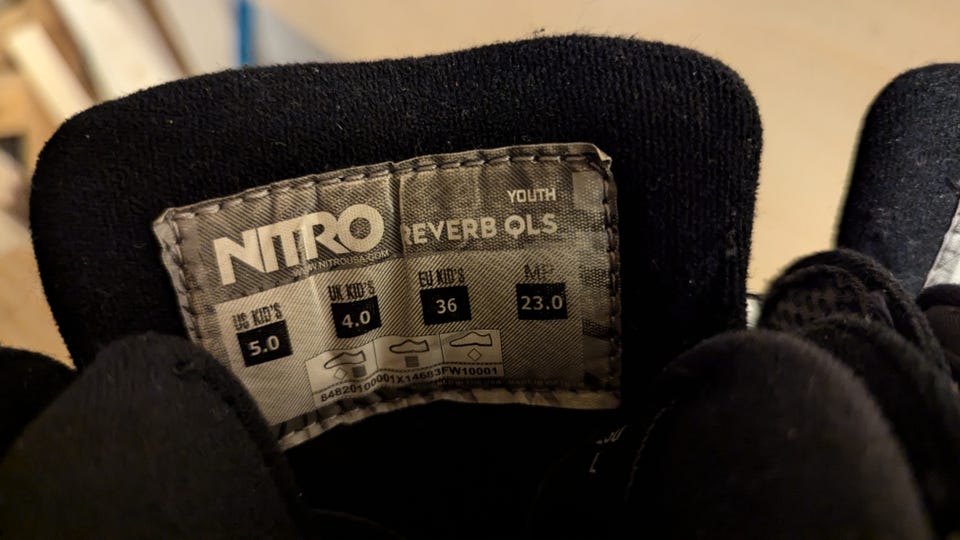 YOUTH
NITRO REVERB QLS
WWW.NITROUSA.COM
US KID'S UK KID'S EU KID'S MP
5.0 4.0 36 23.0
84820100001X14683FW10001